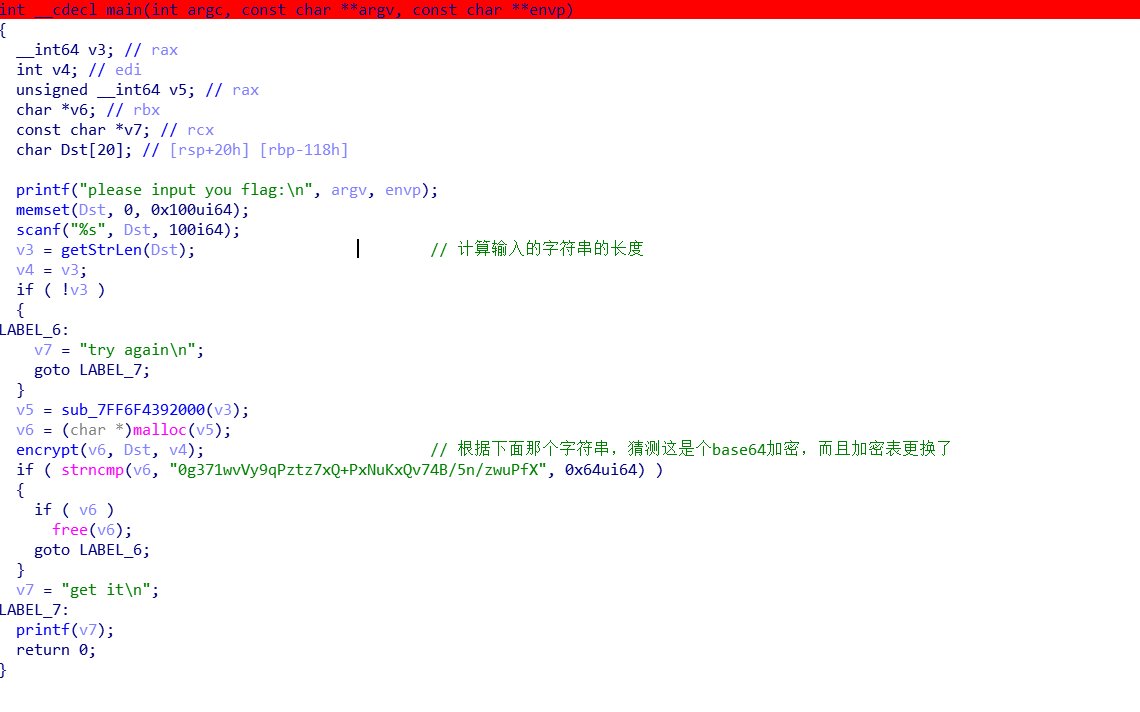 int __cdecl main(int argc, const char **argv, const char **envp)
{
  __int64 v3; // rax
  int v4; // edi
  unsigned __int64 v5; // rax
  char *v6; // rbx
  const char *v7; // rcx
  char Dst[20]; // [rsp+20h] [rbp-118h]

  printf("please input you flag:\n", argv, envp);
  memset(Dst, 0, 0x100ui64);
  scanf("%s", Dst, 100i64);
  v3 = getStrLen(Dst);                          // 计算输入的字符串的长度
  v4 = v3;
  if ( !v3 )
  {
LABEL_6:
    v7 = "try again\n";
    goto LABEL_7;
  }
  v5 = sub_7FF6F4392000(v3);
  v6 = (char *)malloc(v5);
  encrypt(v6, Dst, v4);                         // 根据下面那个字符串，猜测这是个base64加密，而且加密表更换了
  if ( strncmp(v6, "0g371wvVy9qPztz7xQ+PxNuKxQv74B/5n/zwuPfX", 0x64ui64) )
  {
    if ( v6 )
      free(v6);
    goto LABEL_6;
  }
  v7 = "get it\n";
LABEL_7:
  printf(v7);
  return 0;
}